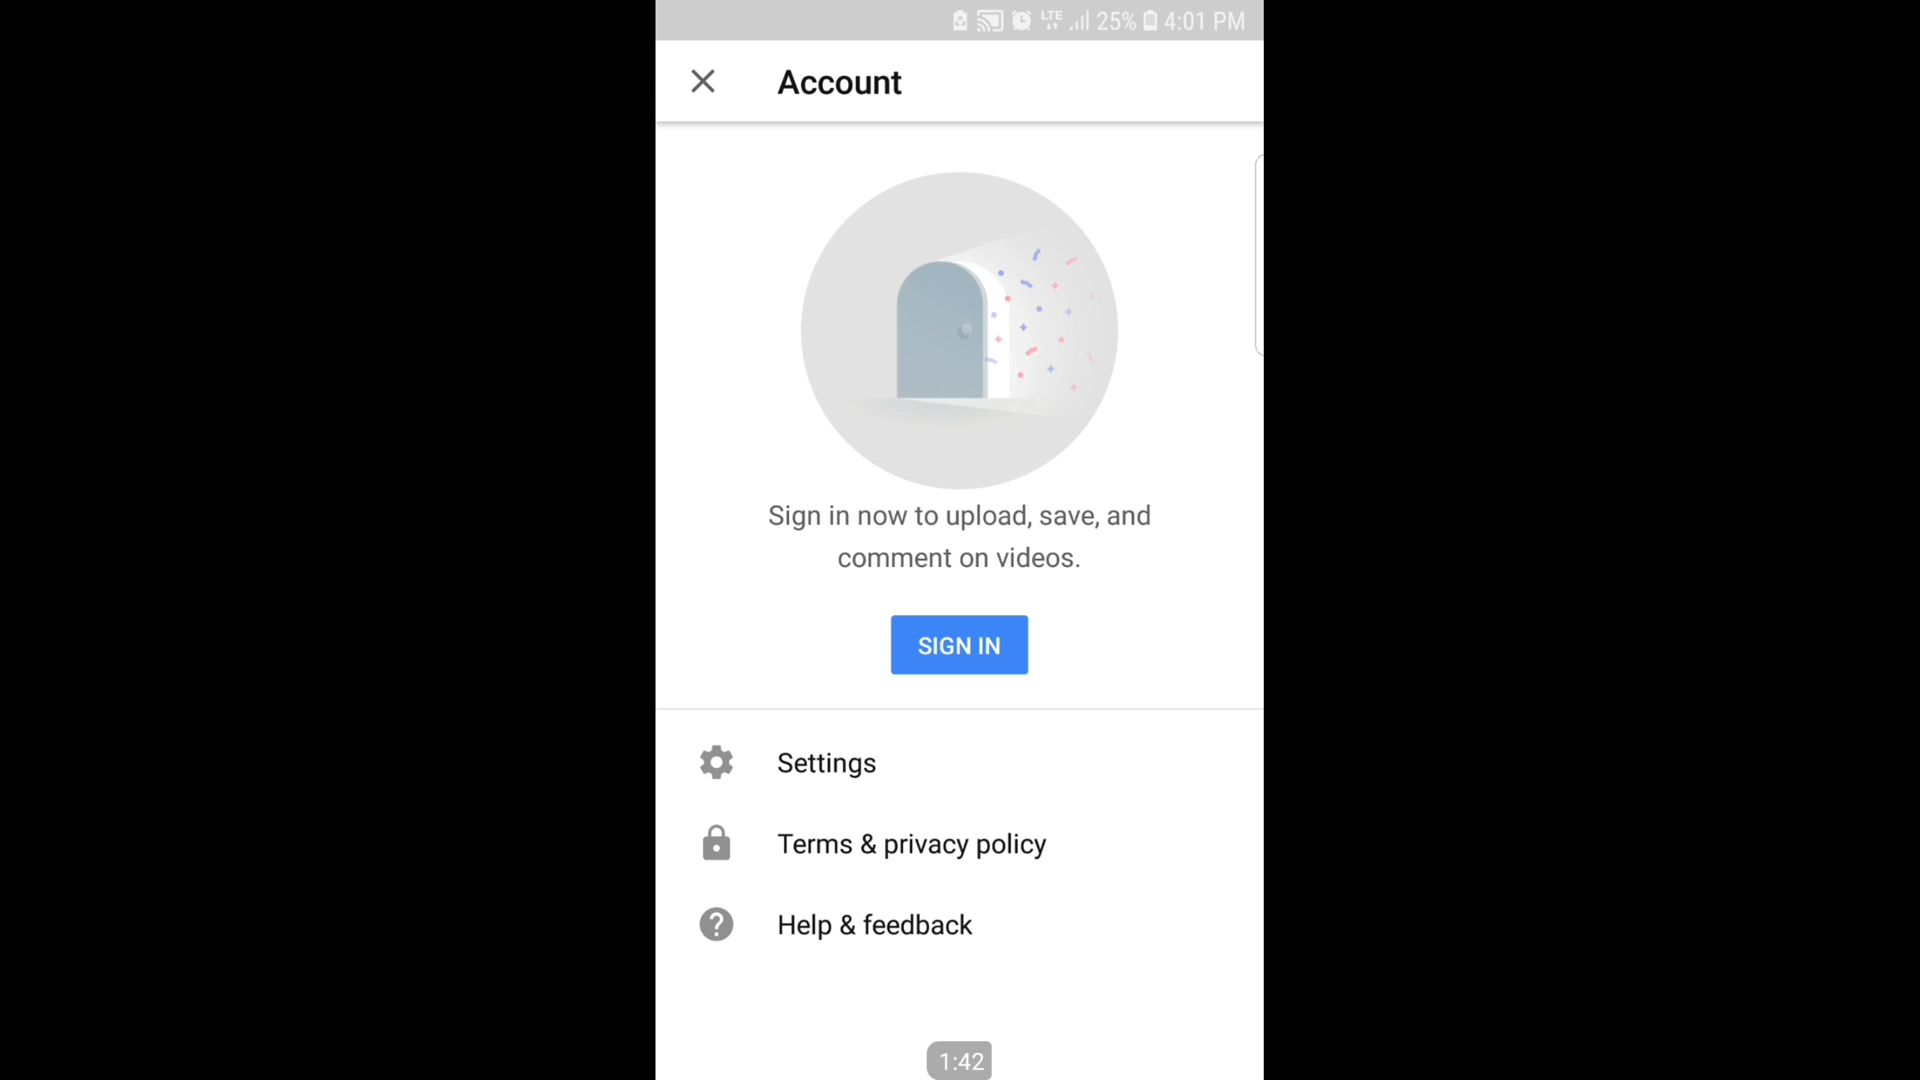 LTE 25% 4:01 PM
Account
Sign in now to upload, save, and
comment on videos.
SIGN IN
Settings
Terms & privacy policy
Help & feedback
1:42